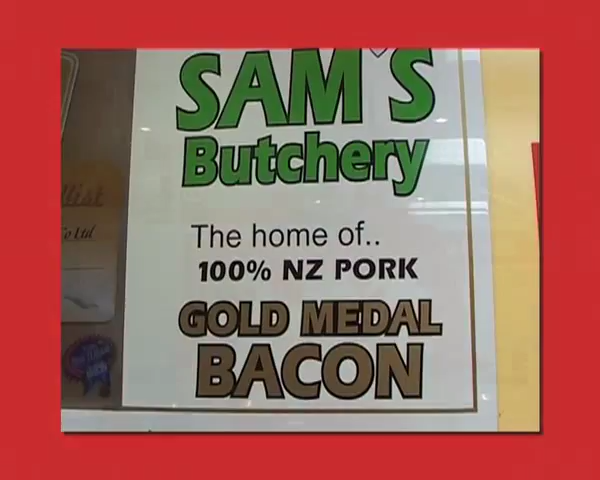 SAM'S
Butchery
The home of..
100% NZ PORK
GOLD MEDAL
BACON